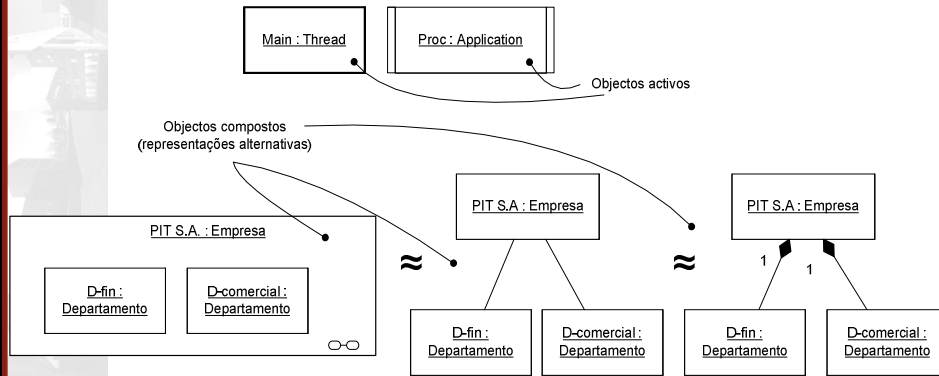 Main : Thread
Proc : Application
Objectos activos
Objectos compostos
(representações alternativas)
PIT S.A. : Empresa
D-fin :
Departamento
D-comercial :
Departamento
≈
PIT S.A : Empresa
D-fin :
Departamento
D-comercial :
Departamento
≈
PIT S.A : Empresa
1
1
D-fin :
Departamento
D-comercial :
Departamento